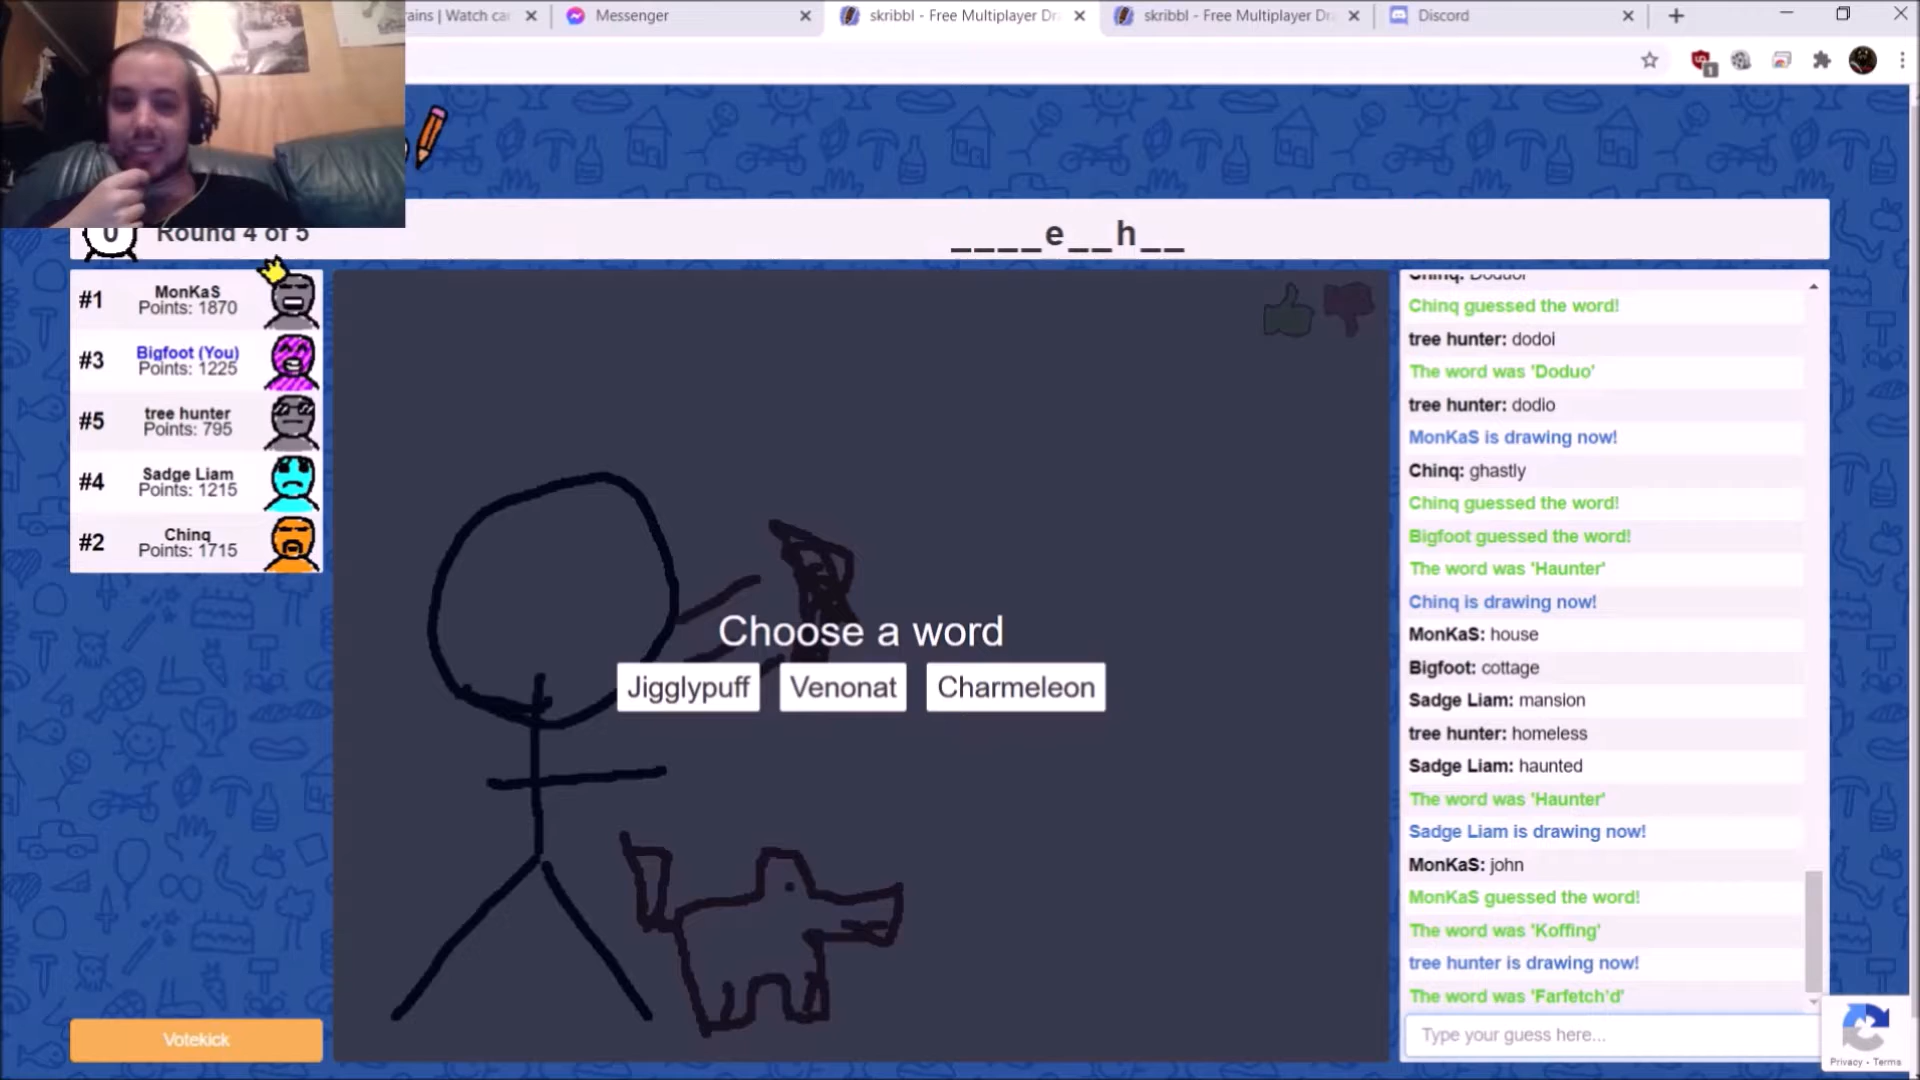 rains | Watch car
Messenger
skribbl - Free Multiplayer Dr
skribbl - Free Multiplayer Dr
Discord
1
0
Round 4 of 5
____e__h__
#1
MonKaS
Points: 1870
#3
Bigfoot (You)
Points: 1225
#5
tree hunter
Points: 795
#4
Sadge Liam
Points: 1215
#2
Chinq
Points: 1715
Votekick
Choose a word
Jigglypuff
Venonat
Charmeleon
Chinq: Doduol
Chinq guessed the word!
tree hunter: dodoi
The word was 'Doduo'
tree hunter: dodio
MonKaS is drawing now!
Chinq: ghastly
Chinq guessed the word!
Bigfoot guessed the word!
The word was 'Haunter'
Chinq is drawing now!
MonKaS: house
Bigfoot: cottage
Sadge Liam: mansion
tree hunter: homeless
Sadge Liam: haunted
The word was 'Haunter'
Sadge Liam is drawing now!
MonKaS: john
MonKaS guessed the word!
The word was 'Koffing'
tree hunter is drawing now!
The word was 'Farfetch'd'
Type your guess here...
Privacy - Terms